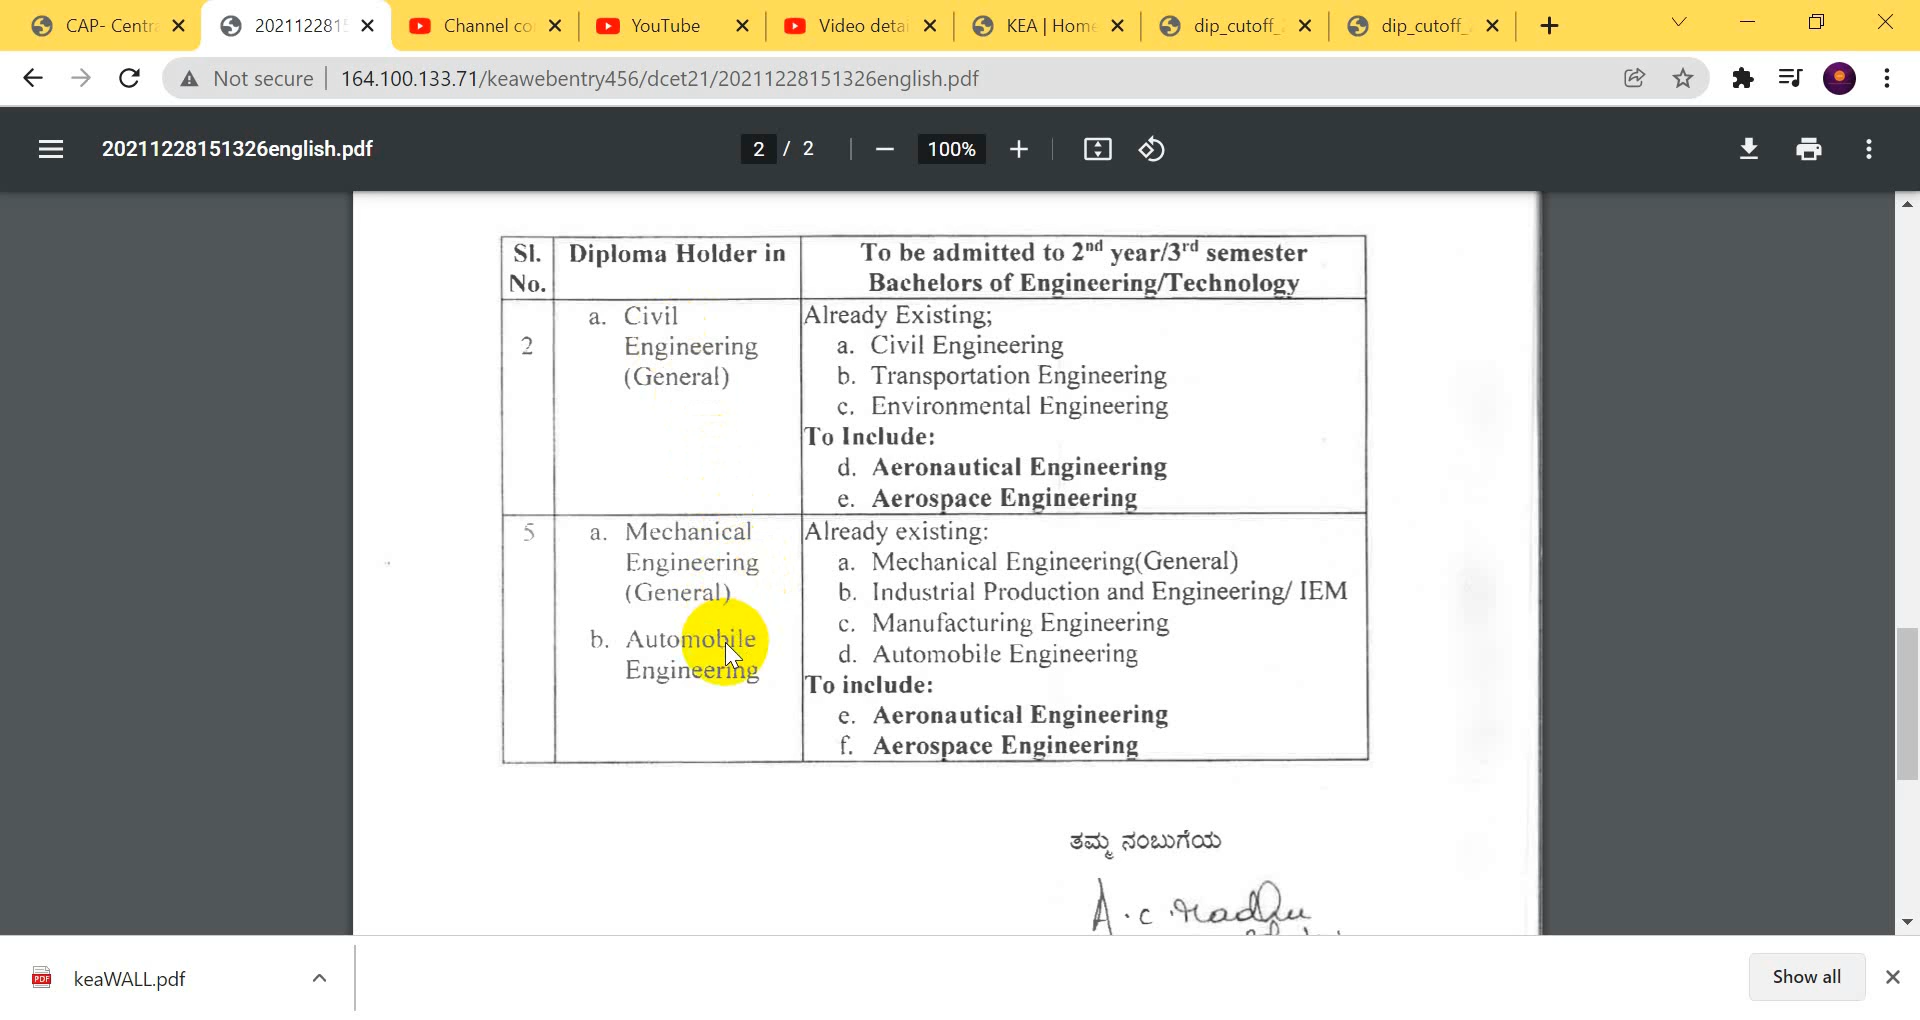 CAP- Centr
202112281
Channel co
YouTube
Video deta
KEA | Hom
dip_cutoff_
dip_cutoff_
Not secure
164.100.133.71/keawebentry456/dcet21/20211228151326english.pdf
20211228151326english.pdf
2 / 2
100%
Sl. No.
Diploma Holder in
To be admitted to 2nd year/3rd semester
Bachelors of Engineering/Technology
2
a. Civil
Engineering
(General)
Already Existing;
a. Civil Engineering
b. Transportation Engineering
c. Environmental Engineering
To Include:
d. Aeronautical Engineering
e. Aerospace Engineering
5
a. Mechanical
Engineering
(General)
b. Automobile
Engineering
Already existing:
a. Mechanical Engineering(General)
b. Industrial Production and Engineering/ IEM
c. Manufacturing Engineering
d. Automobile Engineering
To include:
e. Aeronautical Engineering
f. Aerospace Engineering
ತಮ್ಮ ನಂಬುಗೆಯ
A.C. Madhu
PDF
keaWALL.pdf
Show all